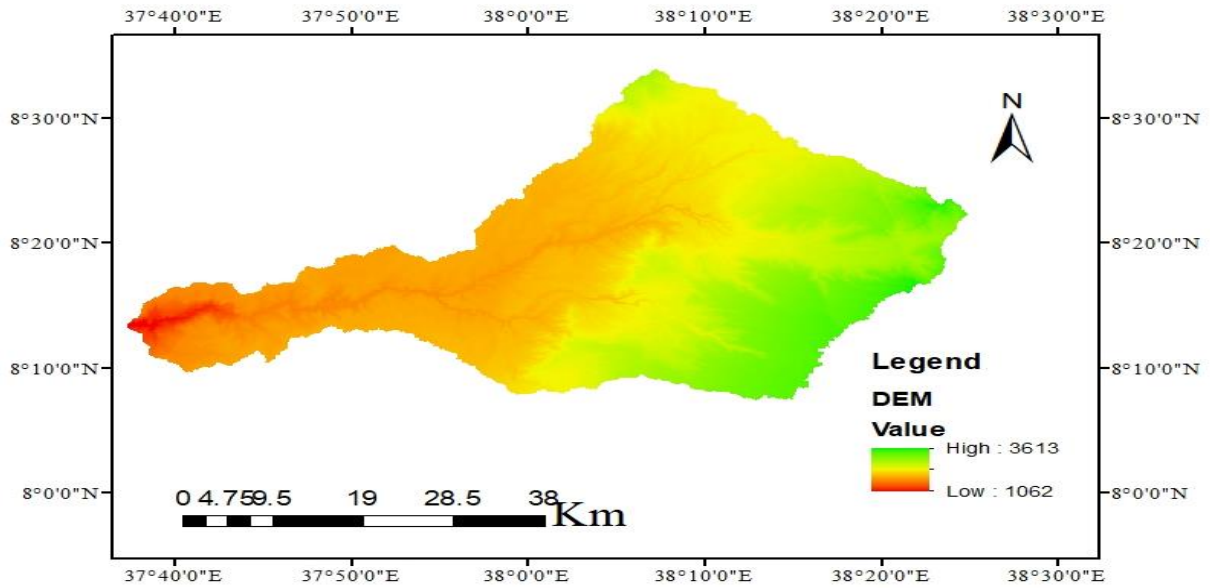 37°40'0"E 37°50'0"E 38°0'0"E 38°10'0"E 38°20'0"E 38°30'0"E
8°30'0"N 8°30'0"N
N
8°20'0"N 8°20'0"N
8°10'0"N 8°10'0"N
Legend
DEM
Value
High : 3613
Low : 1062
8°0'0"N 8°0'0"N
0 4.75 9.5 19 28.5 38 Km
37°40'0"E 37°50'0"E 38°0'0"E 38°10'0"E 38°20'0"E 38°30'0"E